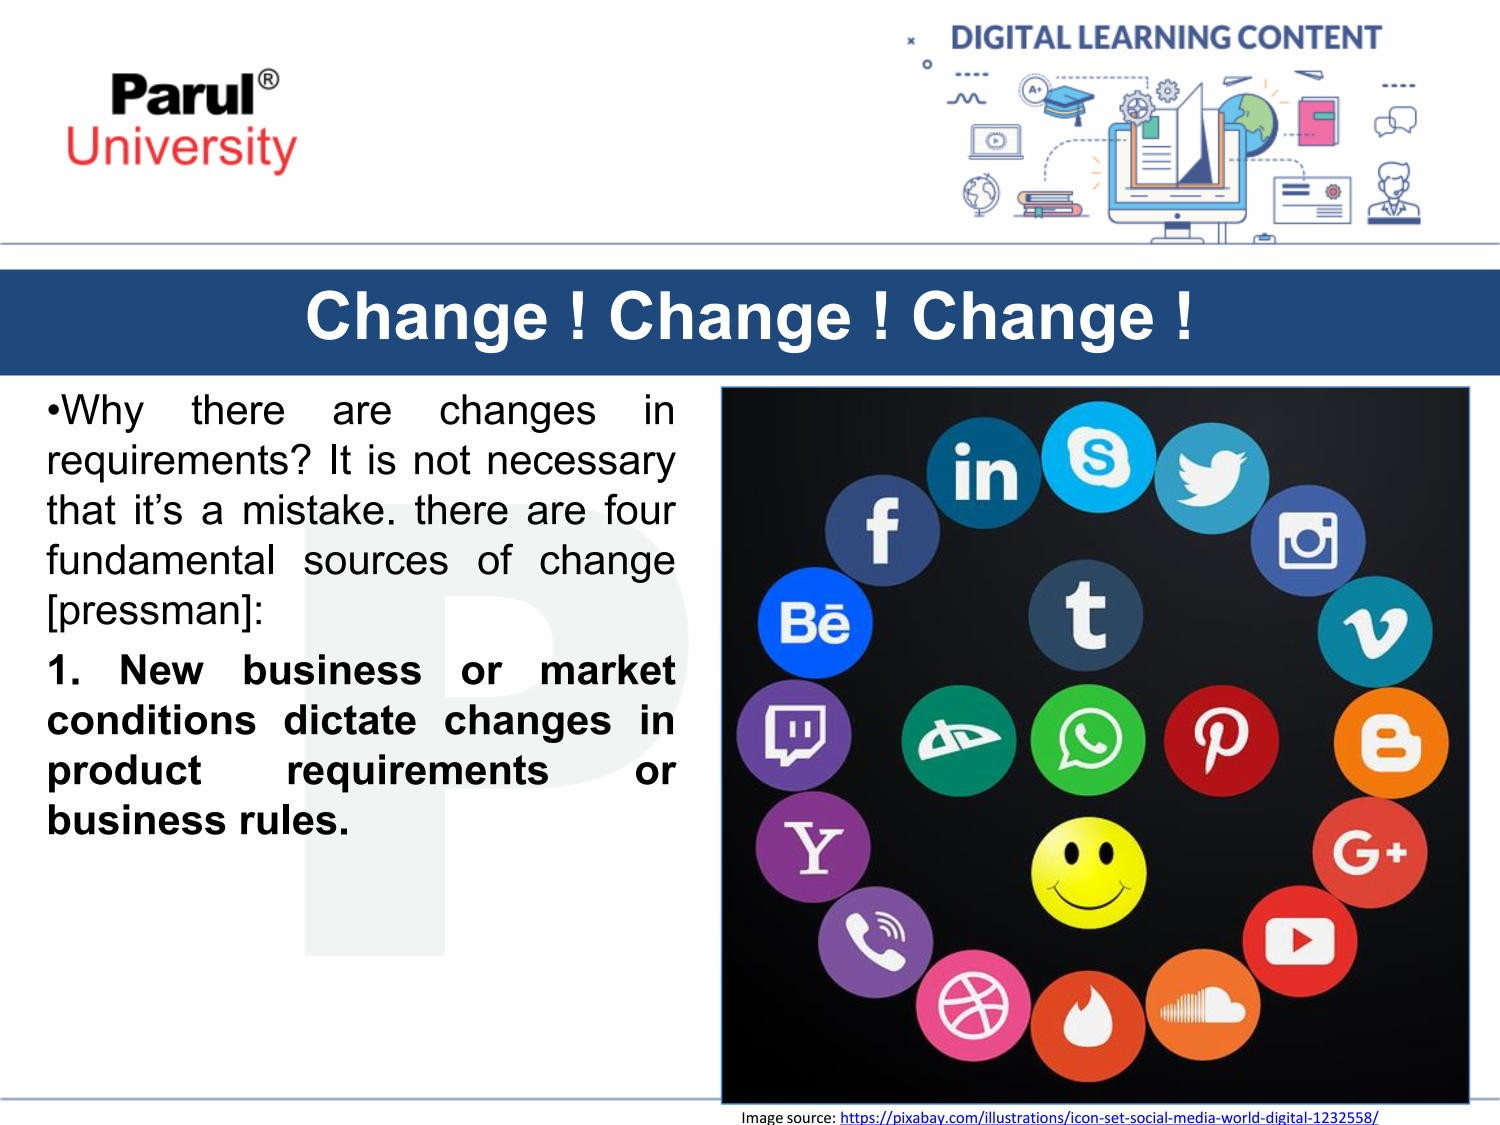 DIGITAL LEARNING CONTENT
Parul®
University
A+
Change ! Change ! Change !
•Why there are changes in
requirements? It is not necessary
that it’s a mistake. there are four
fundamental sources of change
[pressman]:
1. New business or market
conditions dictate changes in
product requirements or
business rules.
P
in
S
f
t
Bē
v
B
Y
G+
Image source: https://pixabay.com/illustrations/icon-set-social-media-world-digital-1232558/